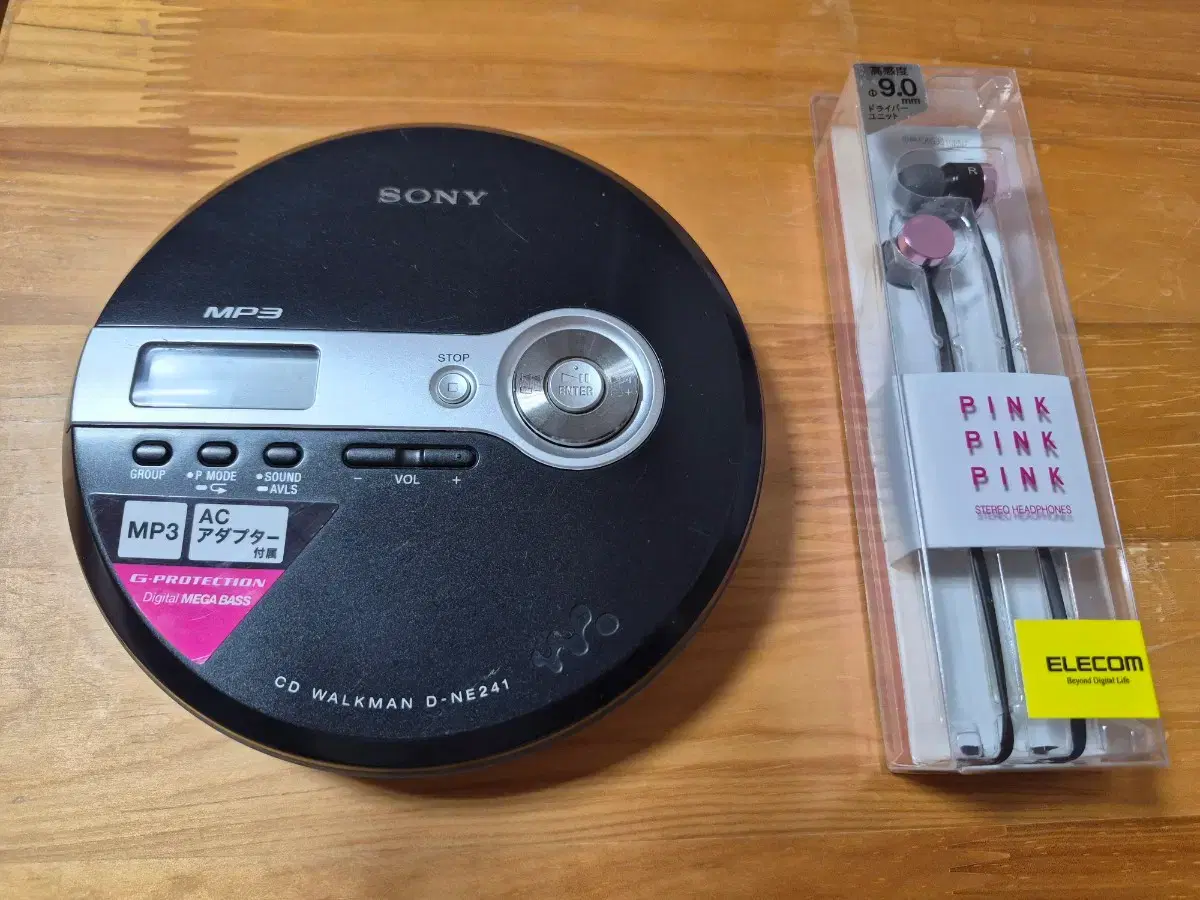 SONY
MP3
STOP
ENTER
GROUP
P MODE
SOUND
AVLS
− VOL +
MP3
AC
アダプター
付属
G-PROTECTION
Digital MEGA BASS
CD WALKMAN D-NE241
高感度
Φ9.0
mm
ドライバー
ユニット
R
PINK
PINK
PINK
STEREO HEADPHONES
ELECOM
Beyond Digital Life